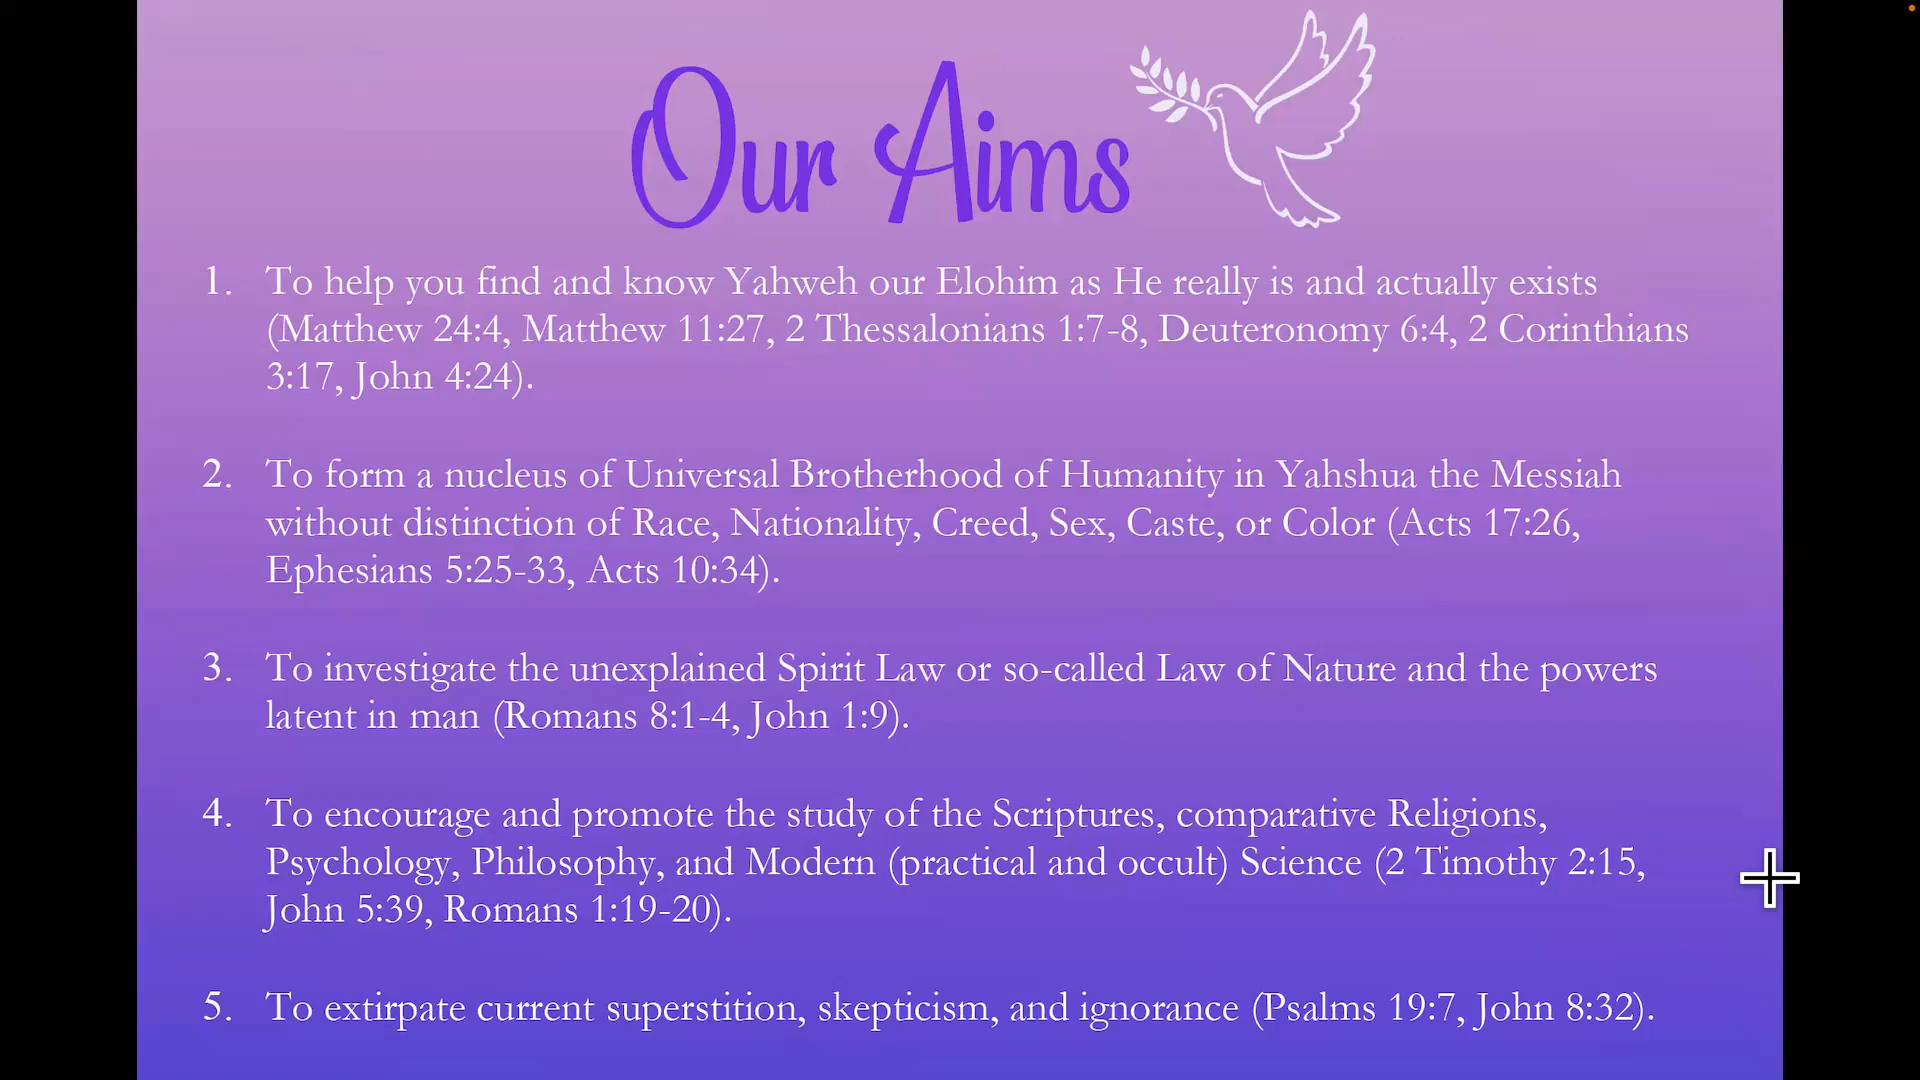 Our Aims
1. To help you find and know Yahweh our Elohim as He really is and actually exists
(Matthew 24:4, Matthew 11:27, 2 Thessalonians 1:7-8, Deuteronomy 6:4, 2 Corinthians
3:17, John 4:24).
2. To form a nucleus of Universal Brotherhood of Humanity in Yahshua the Messiah
without distinction of Race, Nationality, Creed, Sex, Caste, or Color (Acts 17:26,
Ephesians 5:25-33, Acts 10:34).
3. To investigate the unexplained Spirit Law or so-called Law of Nature and the powers
latent in man (Romans 8:1-4, John 1:9).
4. To encourage and promote the study of the Scriptures, comparative Religions,
Psychology, Philosophy, and Modern (practical and occult) Science (2 Timothy 2:15,
John 5:39, Romans 1:19-20).
5. To extirpate current superstition, skepticism, and ignorance (Psalms 19:7, John 8:32).